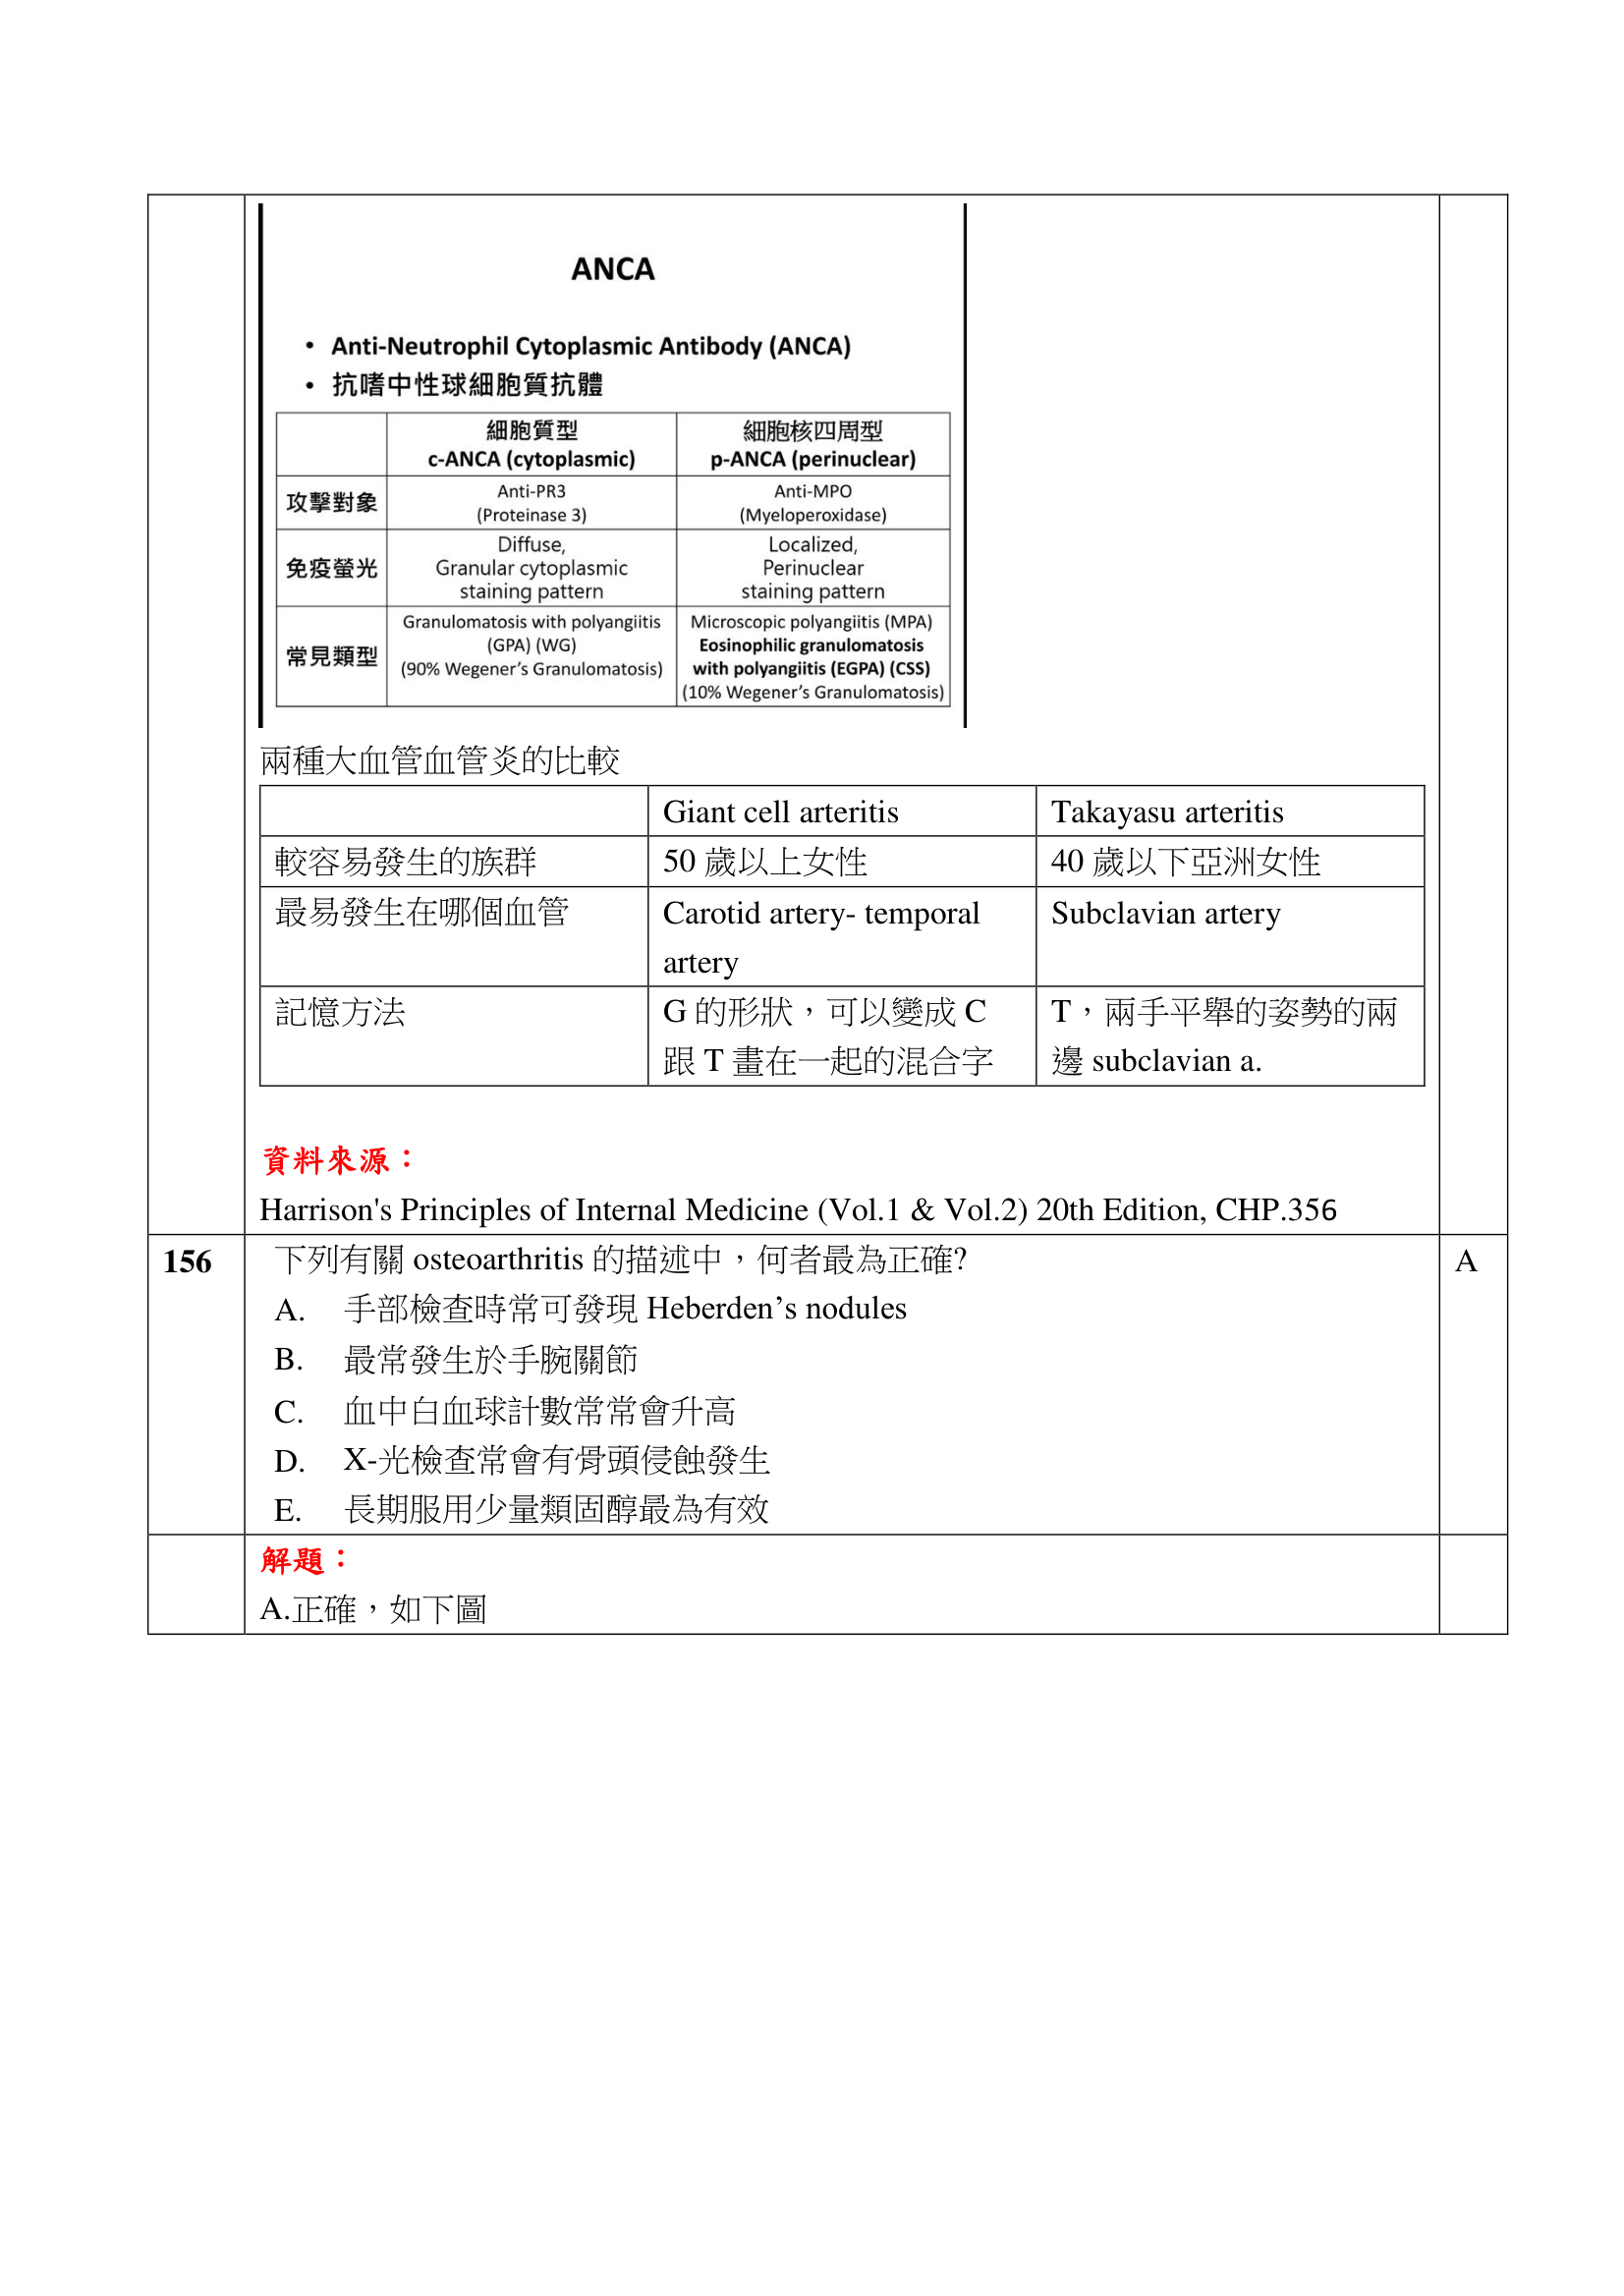 ANCA
• Anti-Neutrophil Cytoplasmic Antibody (ANCA)
• 抗嗜中性球細胞質抗體
細胞質型 細胞核四周型
c-ANCA (cytoplasmic) p-ANCA (perinuclear)
攻擊對象 Anti-PR3 Anti-MPO
(Proteinase 3) (Myeloperoxidase)
免疫螢光 Diffuse, Localized,
Granular cytoplasmic Perinuclear
staining pattern staining pattern
常見類型 Granulomatosis with polyangiitis Microscopic polyangiitis (MPA)
(GPA) (WG) Eosinophilic granulomatosis
(90% Wegener’s Granulomatosis) with polyangiitis (EGPA) (CSS)
(10% Wegener’s Granulomatosis)
兩種大血管血管炎的比較
Giant cell arteritis Takayasu arteritis
較容易發生的族群 50 歲以上女性 40 歲以下亞洲女性
最易發生在哪個血管 Carotid artery- temporal Subclavian artery
artery
記憶方法 G 的形狀，可以變成 C T，兩手平舉的姿勢的兩
跟 T 畫在一起的混合字 邊 subclavian a.
資料來源：
Harrison's Principles of Internal Medicine (Vol.1 & Vol.2) 20th Edition, CHP.356
156 下列有關 osteoarthritis 的描述中，何者最為正確? A
A. 手部檢查時常可發現 Heberden’s nodules
B. 最常發生於手腕關節
C. 血中白血球計數常常會升高
D. X-光檢查常會有骨頭侵蝕發生
E. 長期服用少量類固醇最為有效
解題：
A.正確，如下圖